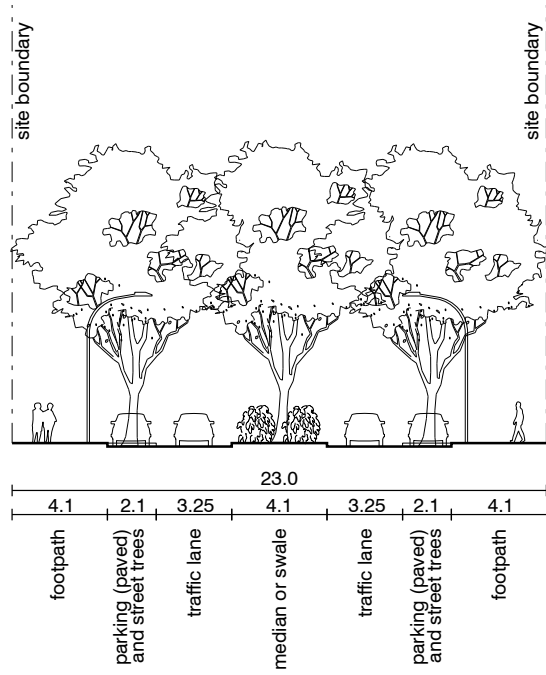 site boundary
site boundary
23.0
4.1 2.1 3.25 4.1 3.25 2.1 4.1
footpath
parking (paved)
and street trees
traffic lane
median or swale
traffic lane
parking (paved)
and street trees
footpath